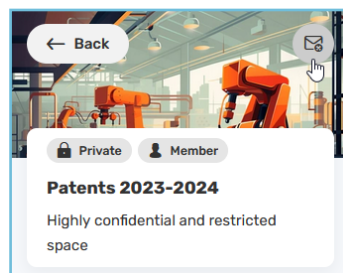 Back
Private Member
Patents 2023-2024
Highly confidential and restricted
space